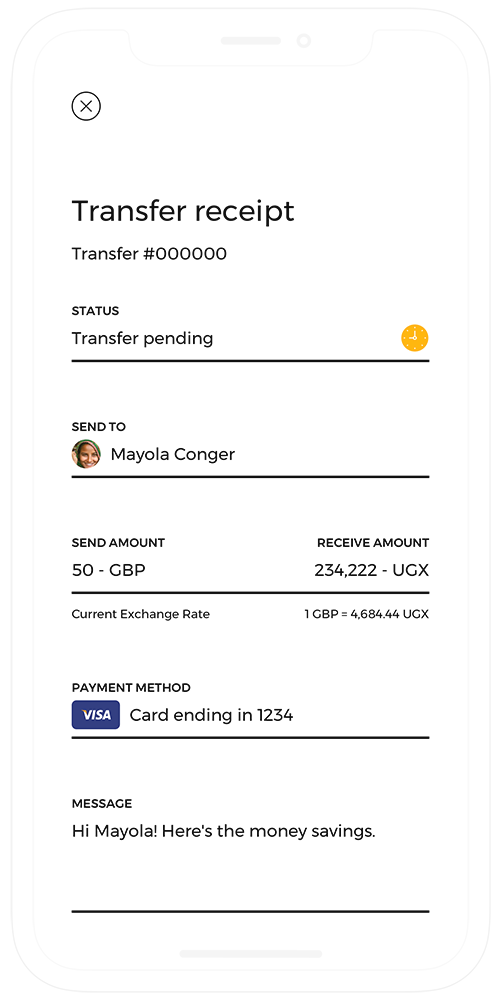 Transfer receipt
Transfer #000000
STATUS
Transfer pending
SEND TO
Mayola Conger
SEND AMOUNT RECEIVE AMOUNT
50 - GBP 234,222 - UGX
Current Exchange Rate 1 GBP = 4,684.44 UGX
PAYMENT METHOD
VISA Card ending in 1234
MESSAGE
Hi Mayola! Here's the money savings.